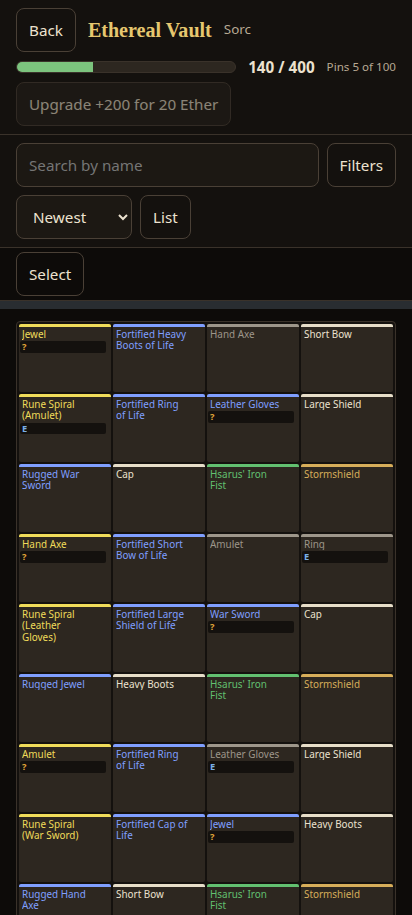 Back Ethereal Vault Sorc
140 / 400 Pins 5 of 100
Upgrade +200 for 20 Ether
Search by name Filters
Newest List
Select
Jewel
?
Fortified Heavy
Boots of Life
Hand Axe
Short Bow
Rune Spiral
(Amulet)
E
Fortified Ring
of Life
Leather Gloves
?
Large Shield
Rugged War
Sword
Cap
Hsarus' Iron
Fist
Stormshield
Hand Axe
?
Fortified Short
Bow of Life
Amulet
Ring
E
Rune Spiral
(Leather
Gloves)
Fortified Large
Shield of Life
War Sword
?
Cap
Rugged Jewel
Heavy Boots
Hsarus' Iron
Fist
Stormshield
Amulet
?
Fortified Ring
of Life
Leather Gloves
E
Large Shield
Rune Spiral
(War Sword)
Fortified Cap of
Life
Jewel
?
Heavy Boots
Rugged Hand
Axe
Short Bow
Hsarus' Iron
Fist
Stormshield